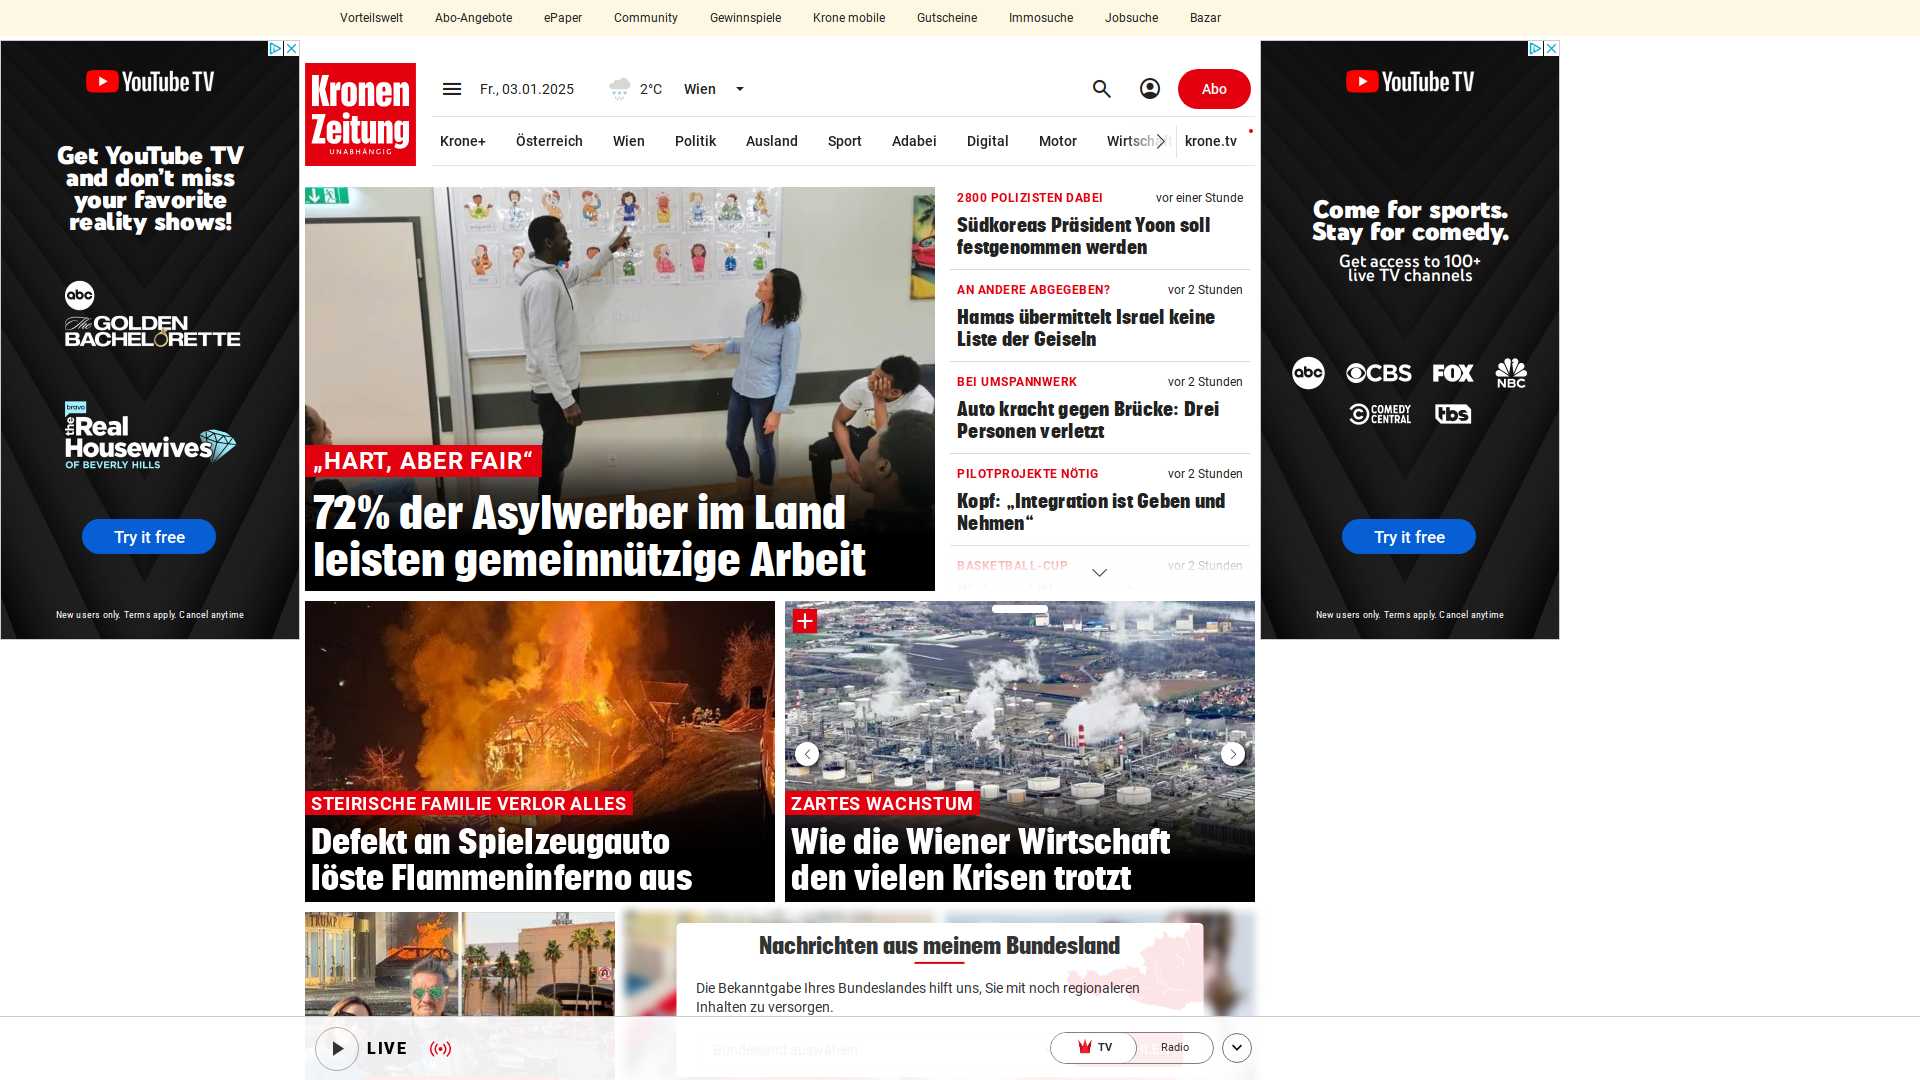 Vorteilswelt
Abo-Angebote
ePaper
Community
Gewinnspiele
Krone mobile
Gutscheine
Immosuche
Jobsuche
Bazar
YouTube TV
Get YouTube TV
and don't miss
your favorite
reality shows!
abc
The GOLDEN
BACHELORETTE
bravo
the Real
Housewives
OF BEVERLY HILLS
Try it free
New users only. Terms apply. Cancel anytime
Kronen
Zeitung
UNABHÄNGIG
Fr., 03.01.2025
2°C
Wien
Abo
Krone+
Österreich
Wien
Politik
Ausland
Sport
Adabei
Digital
Motor
Wirtschaft
krone.tv
„HART, ABER FAIR“
72% der Asylwerber im Land
leisten gemeinnützige Arbeit
2800 POLIZISTEN DABEI
vor einer Stunde
Südkoreas Präsident Yoon soll
festgenommen werden
AN ANDERE ABGEGEBEN?
vor 2 Stunden
Hamas übermittelt Israel keine
Liste der Geiseln
BEI UMSPANNWERK
vor 2 Stunden
Auto kracht gegen Brücke: Drei
Personen verletzt
PILOTPROJEKTE NÖTIG
vor 2 Stunden
Kopf: „Integration ist Geben und
Nehmen“
BASKETBALL-CUP
vor 2 Stunden
YouTube TV
Come for sports.
Stay for comedy.
Get access to 100+
live TV channels
abc
CBS
FOX
NBC
COMEDY
CENTRAL
tbs
Try it free
New users only. Terms apply. Cancel anytime
STEIRISCHE FAMILIE VERLOR ALLES
Defekt an Spielzeugauto
löste Flammeninferno aus
ZARTES WACHSTUM
Wie die Wiener Wirtschaft
den vielen Krisen trotzt
TRUMP
Nachrichten aus meinem Bundesland
Die Bekanntgabe Ihres Bundeslandes hilft uns, Sie mit noch regionaleren
Inhalten zu versorgen.
Bundesland auswählen
LIVE
TV
Radio